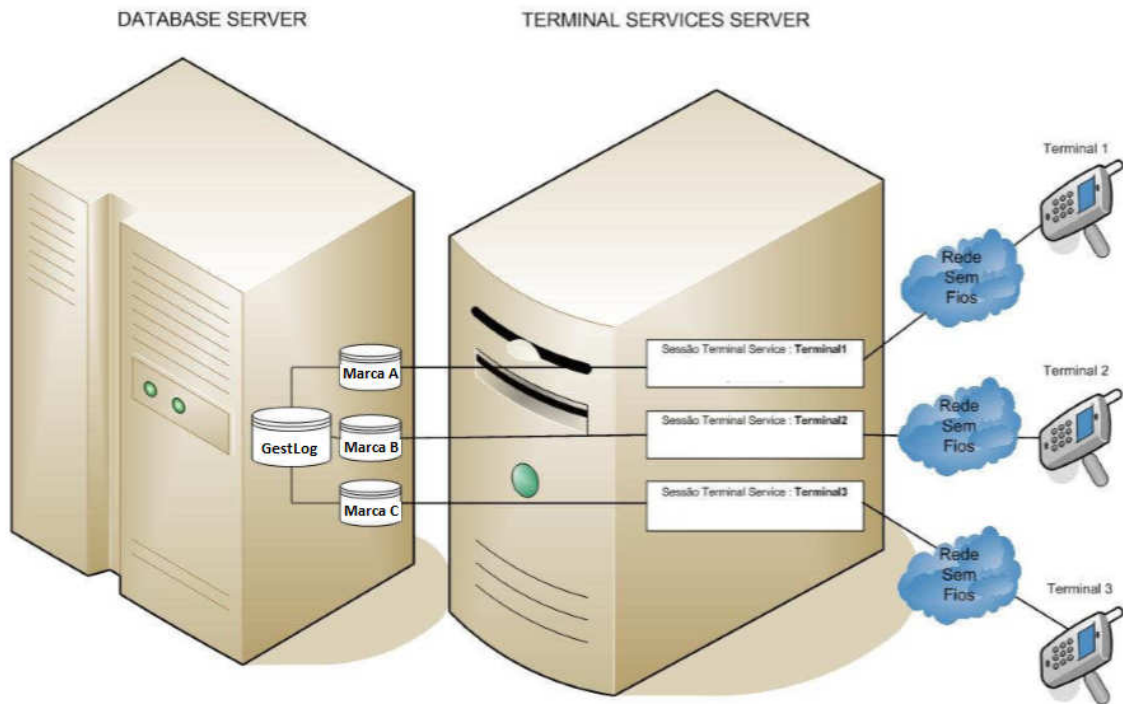 DATABASE SERVER
TERMINAL SERVICES SERVER
Terminal 1
Rede
Sem
Fios
Sessão Terminal Service : Terminal1
Marca A
Terminal 2
Rede
Sem
Fios
Sessão Terminal Service : Terminal2
GestLog
Marca B
Sessão Terminal Service : Terminal3
Marca C
Rede
Sem
Fios
Terminal 3